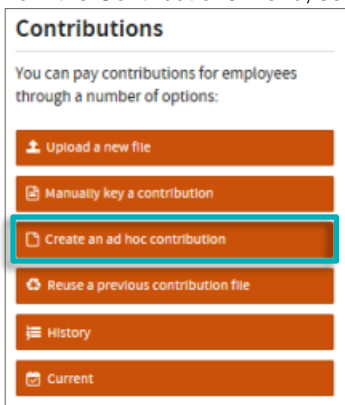 Contributions
You can pay contributions for employees
through a number of options:
Upload a new file
Manually key a contribution
Create an ad hoc contribution
Reuse a previous contribution file
History
Current